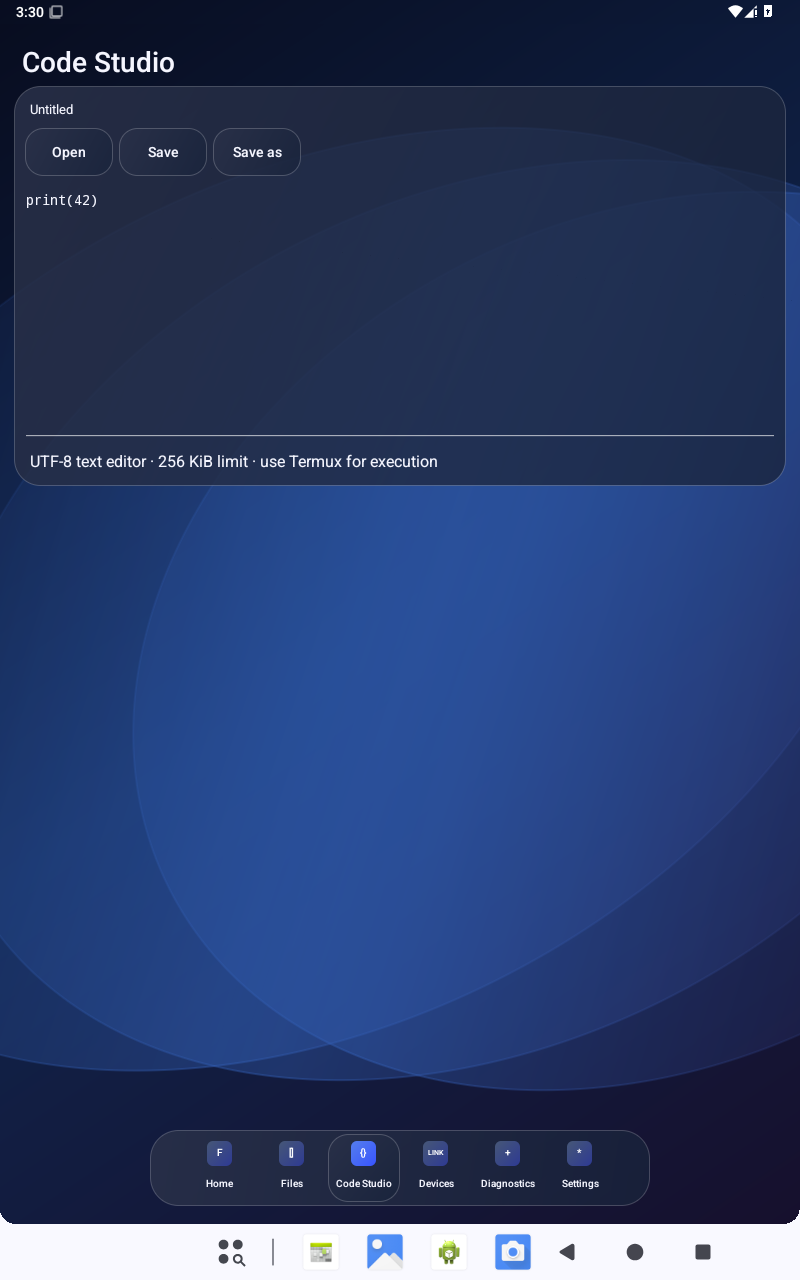 3:30
Code Studio
Untitled
Open Save Save as
print(42)
UTF-8 text editor · 256 KiB limit · use Termux for execution
F [] {} LINK + *
Home Files Code Studio Devices Diagnostics Settings